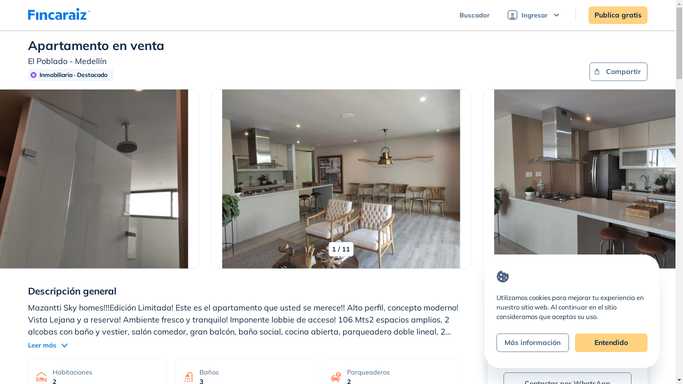 Fincaraiz
Buscador
Ingresar
Publica gratis
Apartamento en venta
El Poblado - Medellín
Inmobiliaria · Destacado
Compartir
1 / 11
Descripción general
Mazantti Sky homes!!!Edición Limitada! Este es el apartamento que usted se merece!! Alto perfil, concepto moderno!
Vista Lejana y a reserva! Ambiente fresco y tranquilo! Imponente lobbie de acceso! 106 Mts2 espacios amplios, 2
alcobas con baño y vestier, salón comedor, gran balcón, baño social, cocina abierta, parqueadero doble lineal, 2...
Leer más
Habitaciones
2
Baños
3
Parqueaderos
2
Utilizamos cookies para mejorar tu experiencia en
nuestro sitio web. Al continuar en el sitio
consideramos que aceptas su uso.
Más información
Entendido
Contactar por WhatsApp